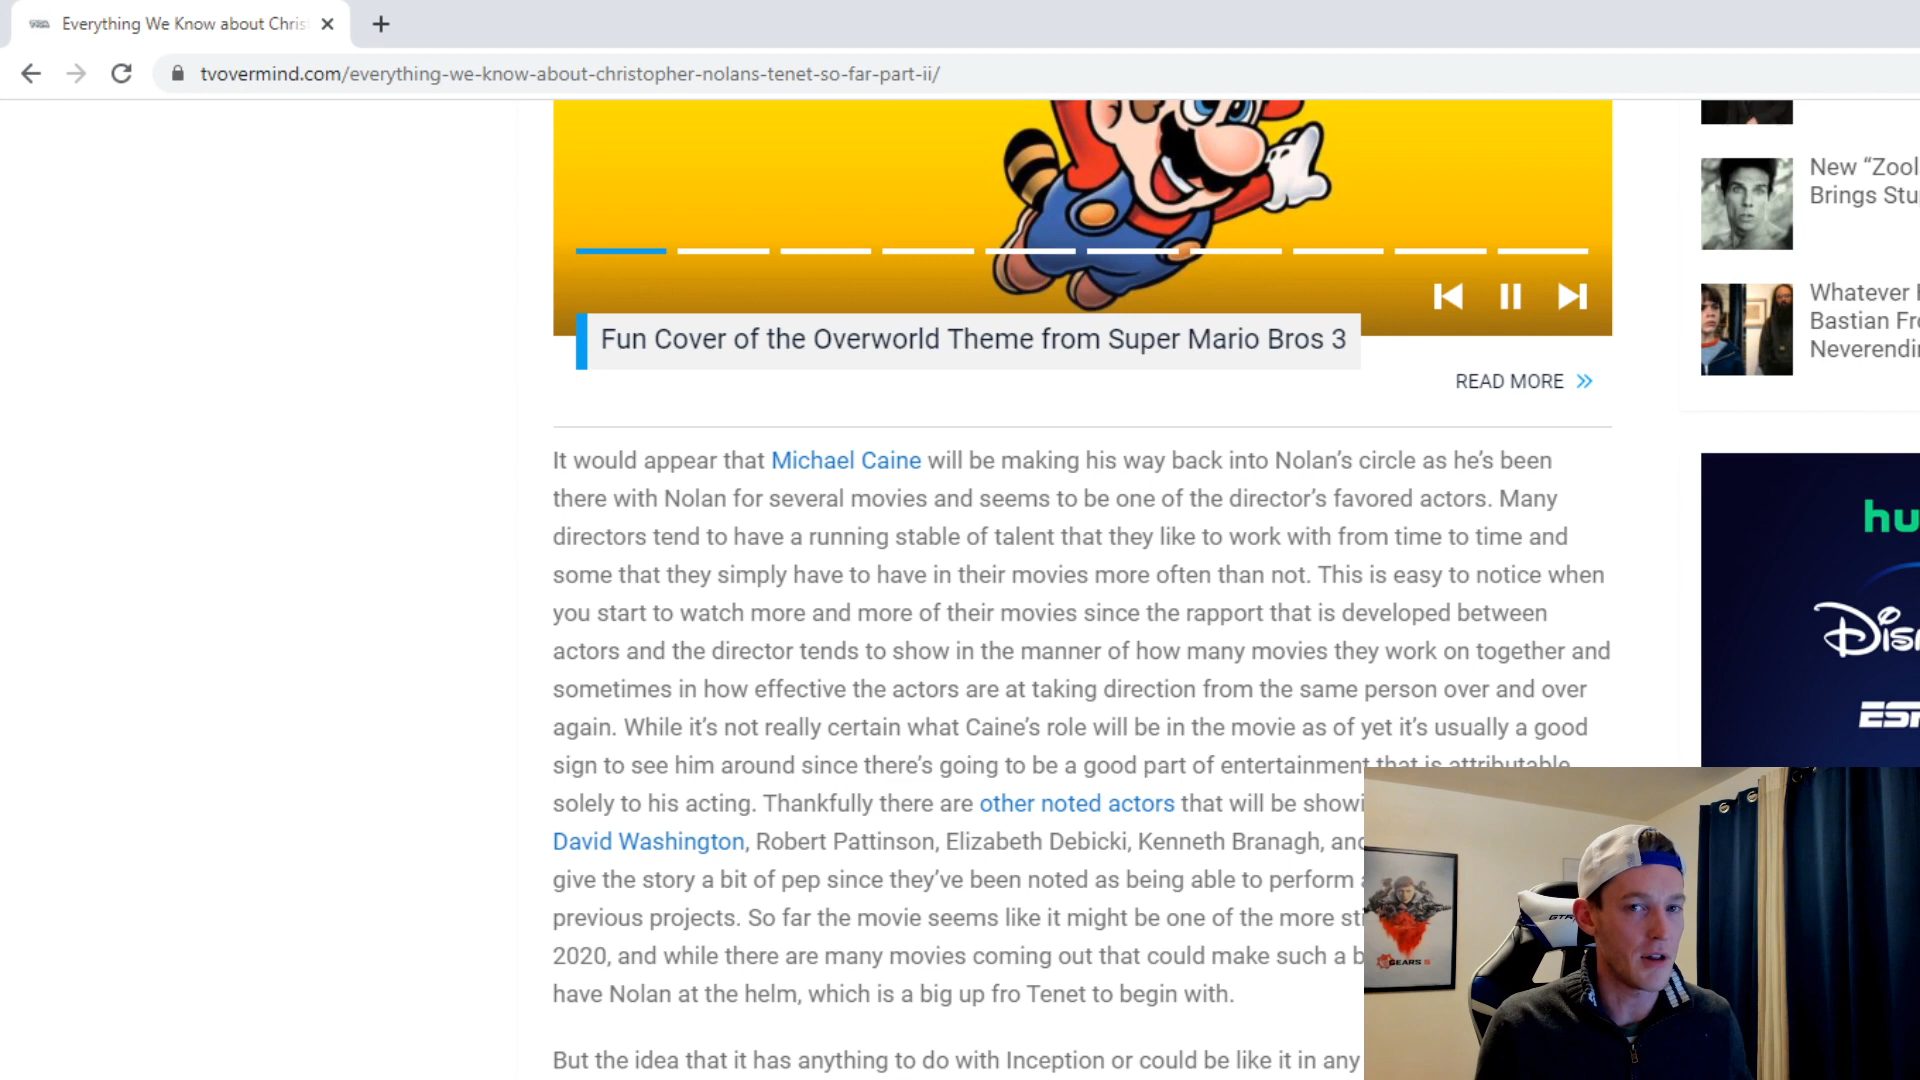 Everything We Know about Chris
tvovermind.com/everything-we-know-about-christopher-nolans-tenet-so-far-part-ii/
Fun Cover of the Overworld Theme from Super Mario Bros 3
READ MORE
It would appear that Michael Caine will be making his way back into Nolan’s circle as he’s been
there with Nolan for several movies and seems to be one of the director’s favored actors. Many
directors tend to have a running stable of talent that they like to work with from time to time and
some that they simply have to have in their movies more often than not. This is easy to notice when
you start to watch more and more of their movies since the rapport that is developed between
actors and the director tends to show in the manner of how many movies they work on together and
sometimes in how effective the actors are at taking direction from the same person over and over
again. While it’s not really certain what Caine’s role will be in the movie as of yet it’s usually a good
sign to see him around since there’s going to be a good part of entertainment that is attributable
solely to his acting. Thankfully there are other noted actors that will be showi
David Washington, Robert Pattinson, Elizabeth Debicki, Kenneth Branagh, and
give the story a bit of pep since they’ve been noted as being able to perform
previous projects. So far the movie seems like it might be one of the more st
2020, and while there are many movies coming out that could make such a b
have Nolan at the helm, which is a big up fro Tenet to begin with.
But the idea that it has anything to do with Inception or could be like it in any
New “Zool
Brings Stu
Whatever
Bastian Fr
Neverendi
hu
Disn
ESP
GEARS 5
GTR